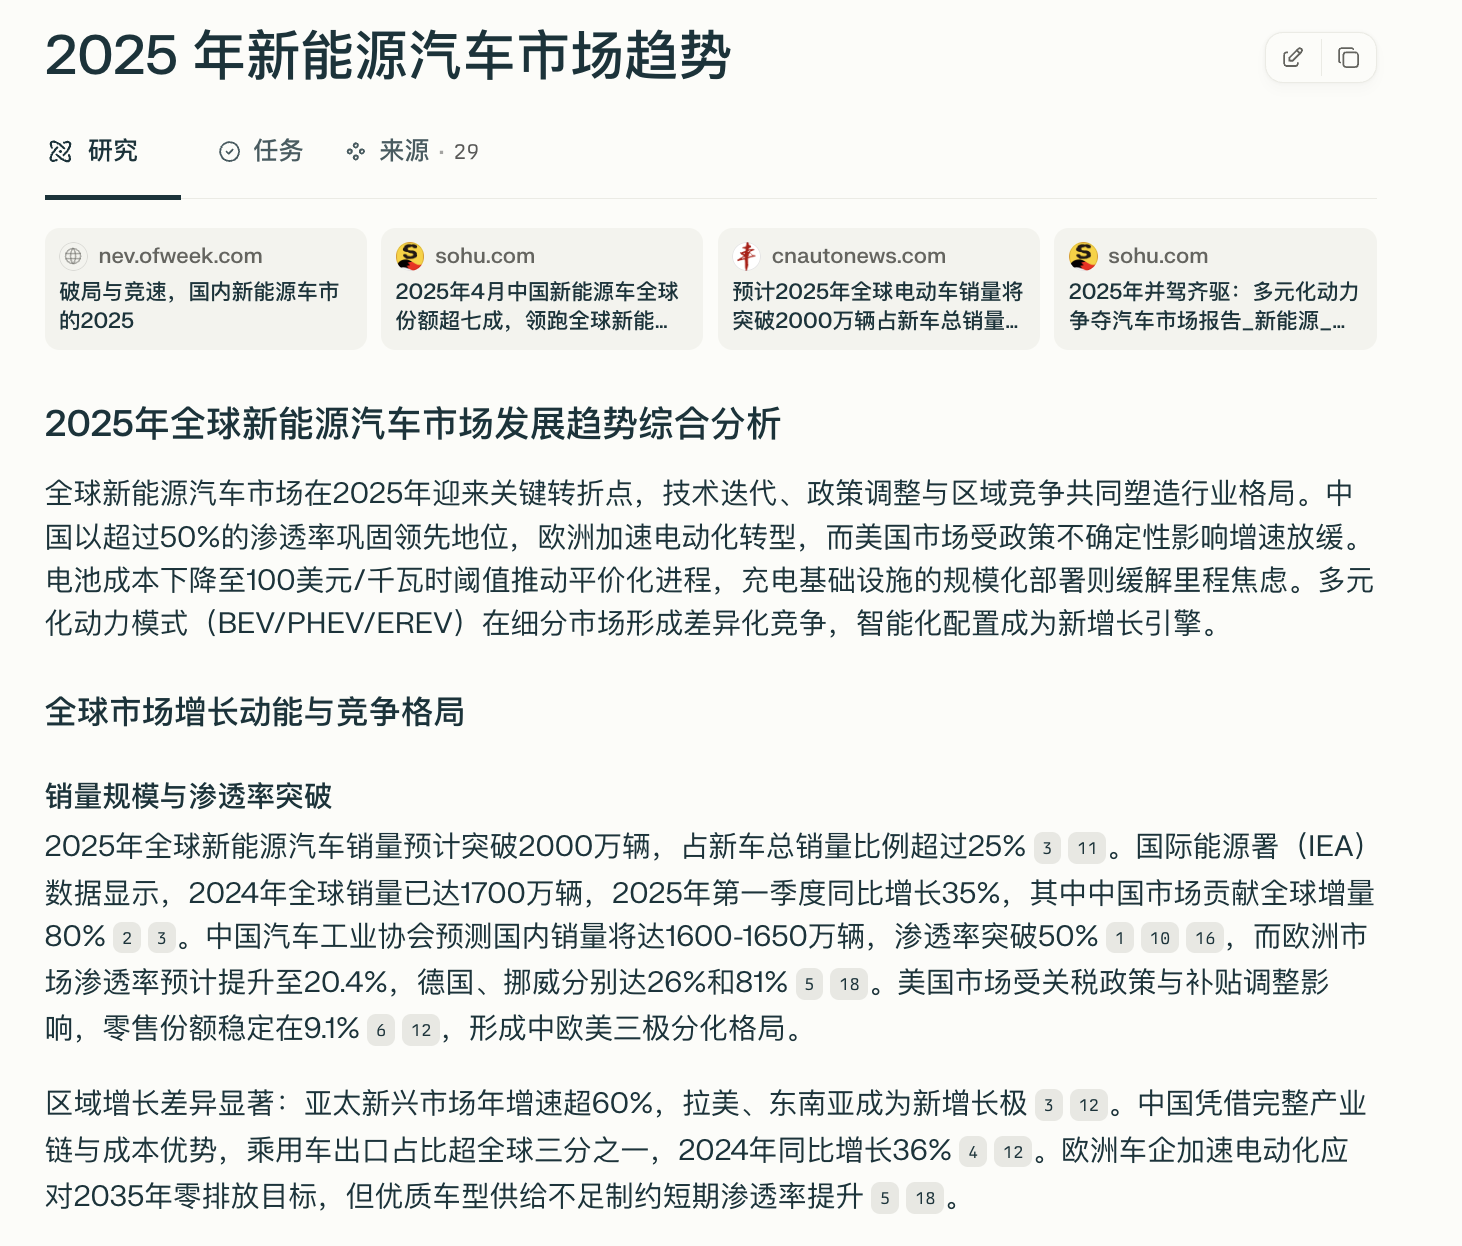 2025 年新能源汽车市场趋势
研究
任务
来源 · 29
nev.ofweek.com
破局与竞速，国内新能源车市
的2025
sohu.com
2025年4月中国新能源车全球
份额超七成，领跑全球新能...
cnautonews.com
预计2025年全球电动车销量将
突破2000万辆占新车总销量...
sohu.com
2025年并驾齐驱：多元化动力
争夺汽车市场报告_新能源_...
2025年全球新能源汽车市场发展趋势综合分析
全球新能源汽车市场在2025年迎来关键转折点，技术迭代、政策调整与区域竞争共同塑造行业格局。中
国以超过50%的渗透率巩固领先地位，欧洲加速电动化转型，而美国市场受政策不确定性影响增速放缓。
电池成本下降至100美元/千瓦时阈值推动平价化进程，充电基础设施的规模化部署则缓解里程焦虑。多元
化动力模式（BEV/PHEV/EREV）在细分市场形成差异化竞争，智能化配置成为新增长引擎。
全球市场增长动能与竞争格局
销量规模与渗透率突破
2025年全球新能源汽车销量预计突破2000万辆，占新车总销量比例超过25% 3 11 。国际能源署（IEA）
数据显示，2024年全球销量已达1700万辆，2025年第一季度同比增长35%，其中中国市场贡献全球增量
80% 2 3 。中国汽车工业协会预测国内销量将达1600-1650万辆，渗透率突破50% 1 10 16 ，而欧洲市
场渗透率预计提升至20.4%，德国、挪威分别达26%和81% 5 18 。美国市场受关税政策与补贴调整影
响，零售份额稳定在9.1% 6 12 ，形成中欧美三极分化格局。
区域增长差异显著：亚太新兴市场年增速超60%，拉美、东南亚成为新增长极 3 12 。中国凭借完整产业
链与成本优势，乘用车出口占比超全球三分之一，2024年同比增长36% 4 12 。欧洲车企加速电动化应
对2035年零排放目标，但优质车型供给不足制约短期渗透率提升 5 18 。